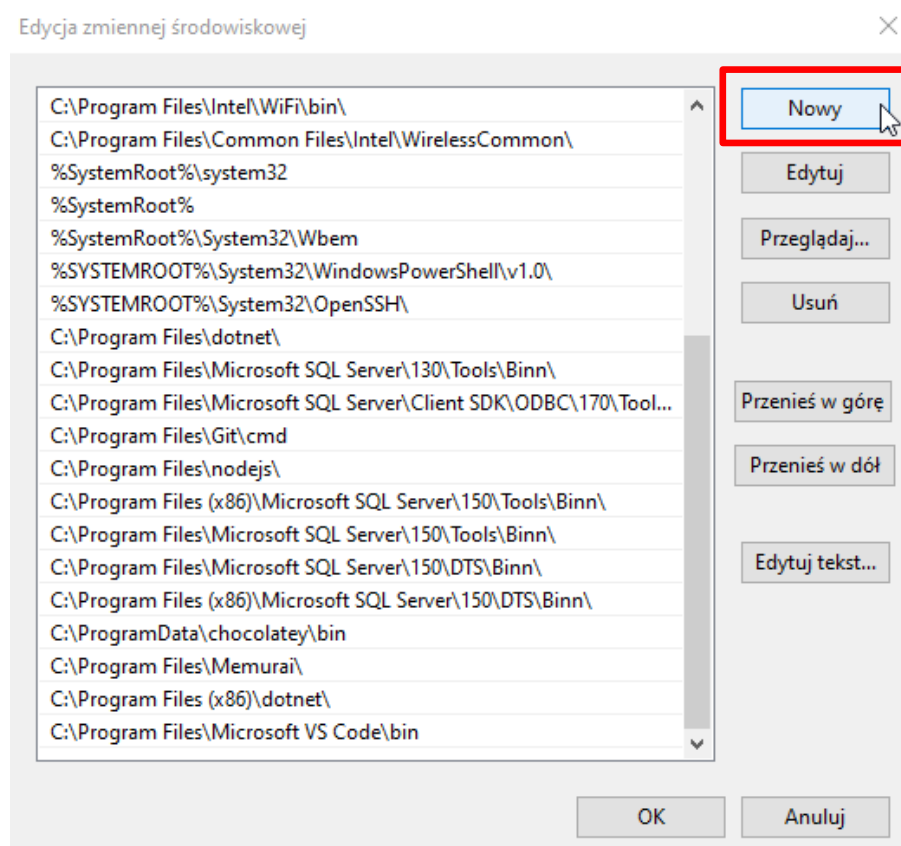 Edycja zmiennej środowiskowej
C:\Program Files\Intel\WiFi\bin\
C:\Program Files\Common Files\Intel\WirelessCommon\
%SystemRoot%\system32
%SystemRoot%
%SystemRoot%\System32\Wbem
%SYSTEMROOT%\System32\WindowsPowerShell\v1.0\
%SYSTEMROOT%\System32\OpenSSH\
C:\Program Files\dotnet\
C:\Program Files\Microsoft SQL Server\130\Tools\Binn\
C:\Program Files\Microsoft SQL Server\Client SDK\ODBC\170\Tool...
C:\Program Files\Git\cmd
C:\Program Files\nodejs\
C:\Program Files (x86)\Microsoft SQL Server\150\Tools\Binn\
C:\Program Files\Microsoft SQL Server\150\Tools\Binn\
C:\Program Files\Microsoft SQL Server\150\DTS\Binn\
C:\Program Files (x86)\Microsoft SQL Server\150\DTS\Binn\
C:\ProgramData\chocolatey\bin
C:\Program Files\Memurai\
C:\Program Files (x86)\dotnet\
C:\Program Files\Microsoft VS Code\bin
Nowy
Edytuj
Przeglądaj...
Usuń
Przenieś w górę
Przenieś w dół
Edytuj tekst...
OK
Anuluj